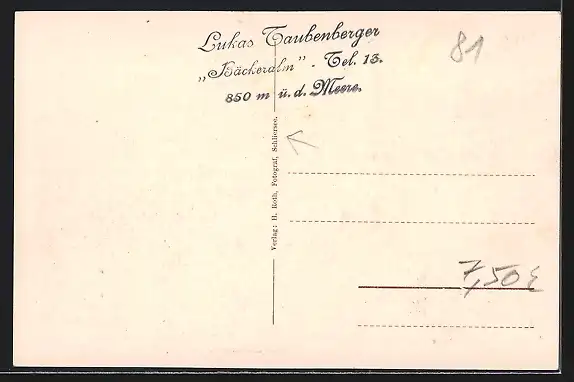 Lukas Taubenberger
„Bäckeralm" . Tel. 13.
850 m ü. d. Meere.
81
Verlag: H. Roth, Fotograf, Schliersee.
7,50 €